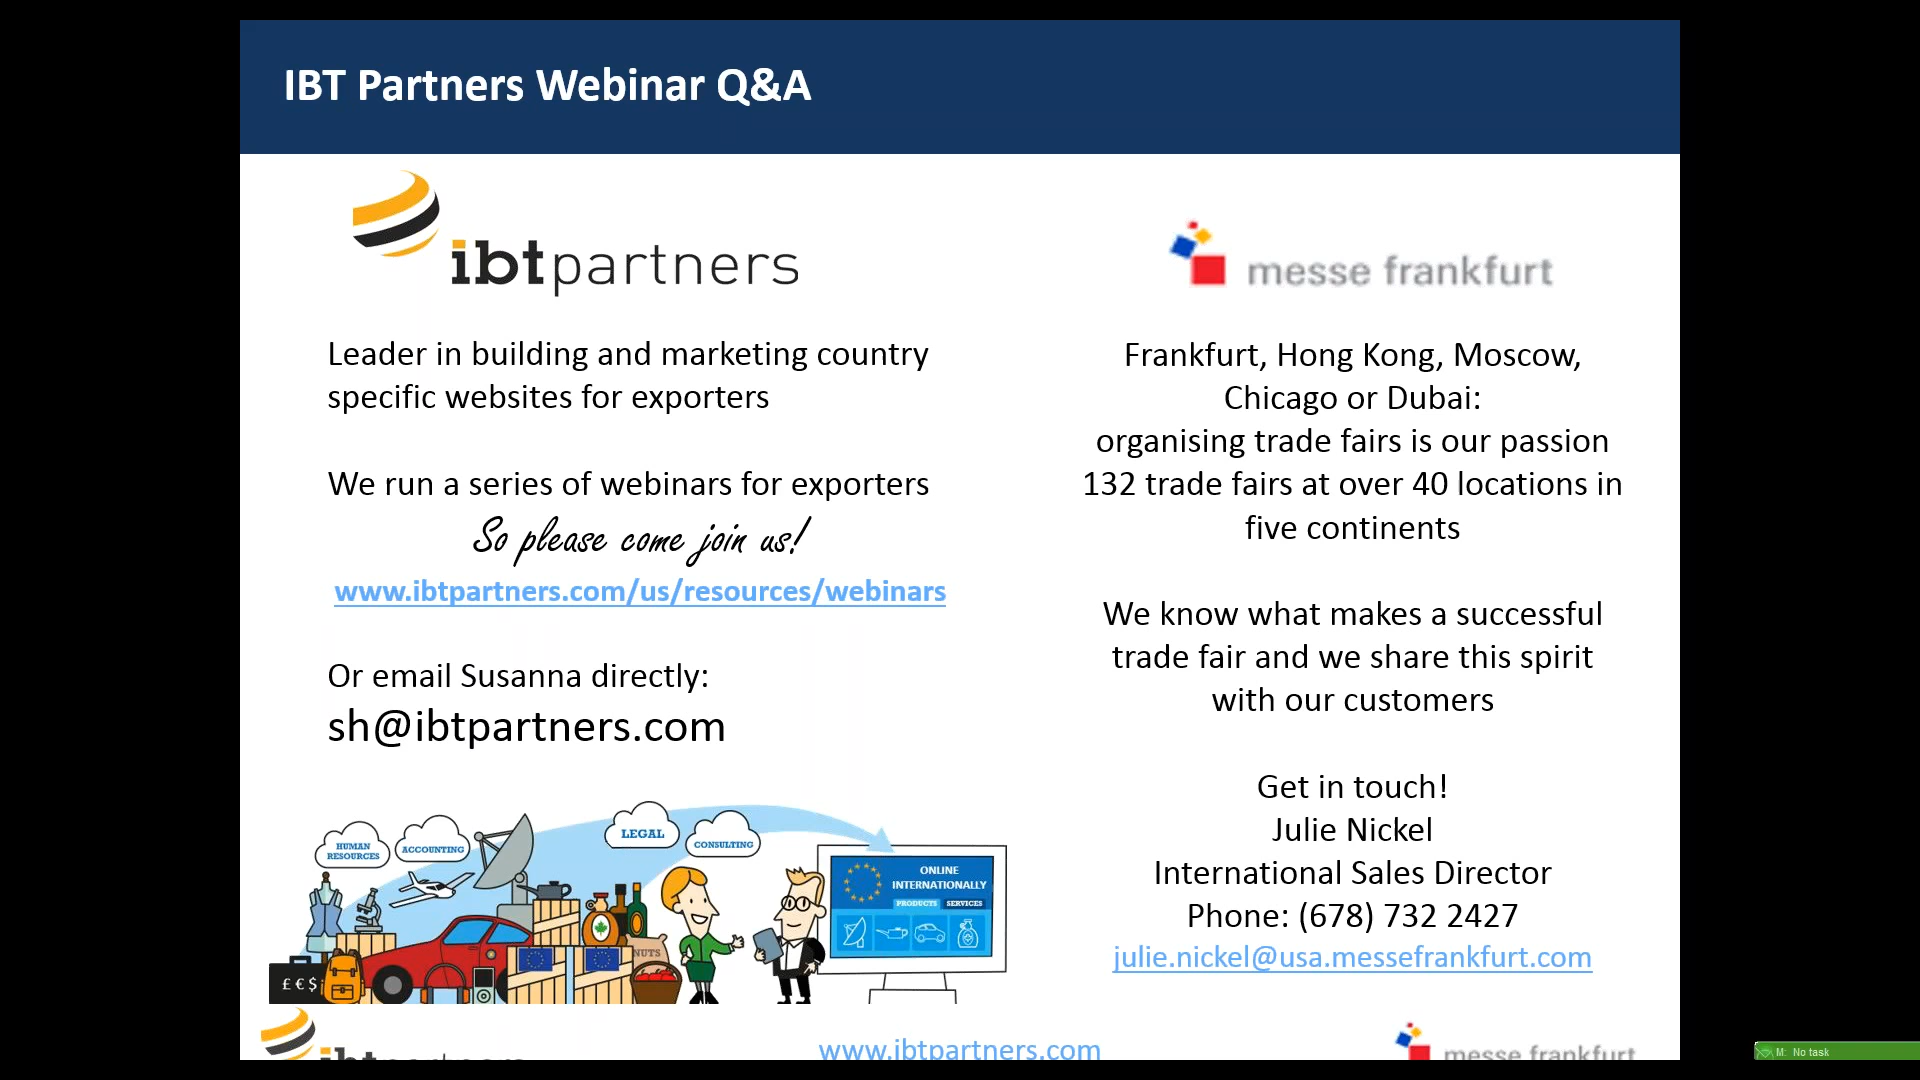 IBT Partners Webinar Q&A
ibtpartners
Leader in building and marketing country
specific websites for exporters
We run a series of webinars for exporters
So please come join us!
www.ibtpartners.com/us/resources/webinars
Or email Susanna directly:
sh@ibtpartners.com
HUMAN
RESOURCES
ACCOUNTING
LEGAL
CONSULTING
ONLINE
INTERNATIONALLY
PRODUCTS SERVICES
NUTS
£€$
messe frankfurt
Frankfurt, Hong Kong, Moscow,
Chicago or Dubai:
organising trade fairs is our passion
132 trade fairs at over 40 locations in
five continents
We know what makes a successful
trade fair and we share this spirit
with our customers
Get in touch!
Julie Nickel
International Sales Director
Phone: (678) 732 2427
julie.nickel@usa.messefrankfurt.com
ibtpartners
www.ibtpartners.com
messe frankfurt
M: No task